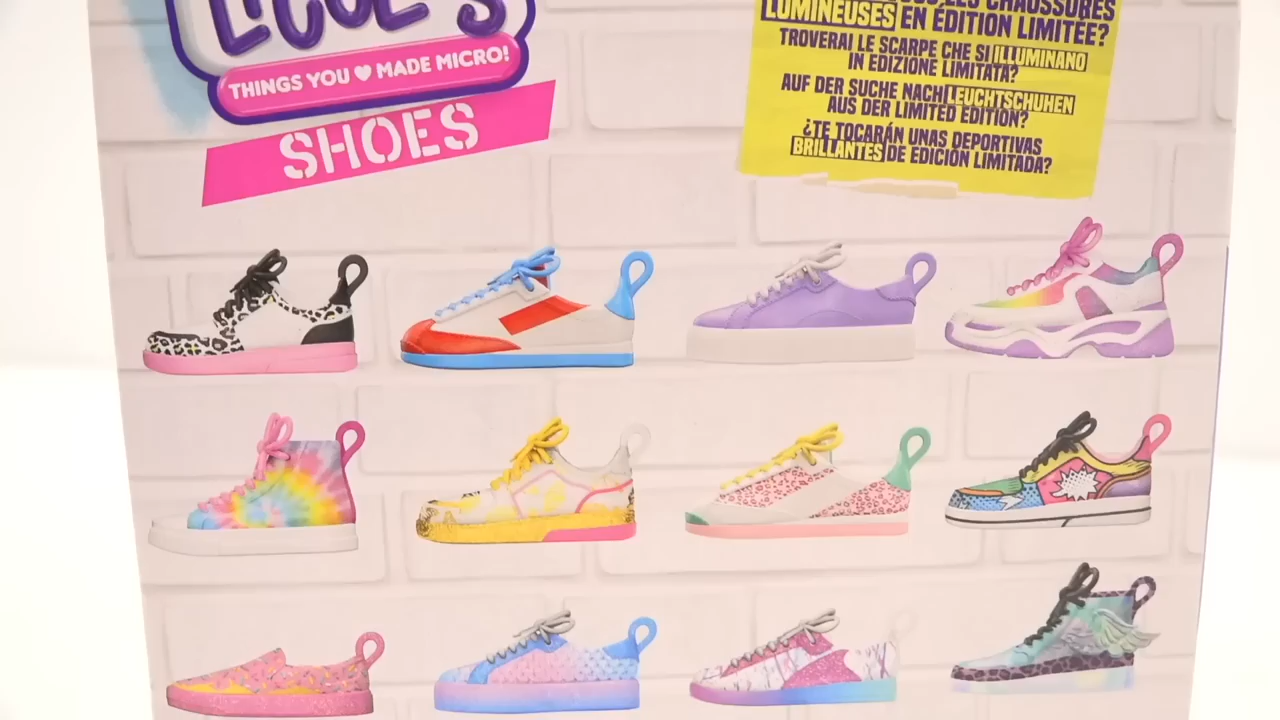 THINGS YOU ♥ MADE MICRO!
SHOES
CHAUSSURES
LUMINEUSES EN ÉDITION LIMITÉE?
TROVERAI LE SCARPE CHE SI ILLUMINANO
IN EDIZIONE LIMITATA?
AUF DER SUCHE NACH LEUCHTSCHUHEN
AUS DER LIMITED EDITION?
¿TE TOCARÁN UNAS DEPORTIVAS
BRILLANTES DE EDICIÓN LIMITADA?